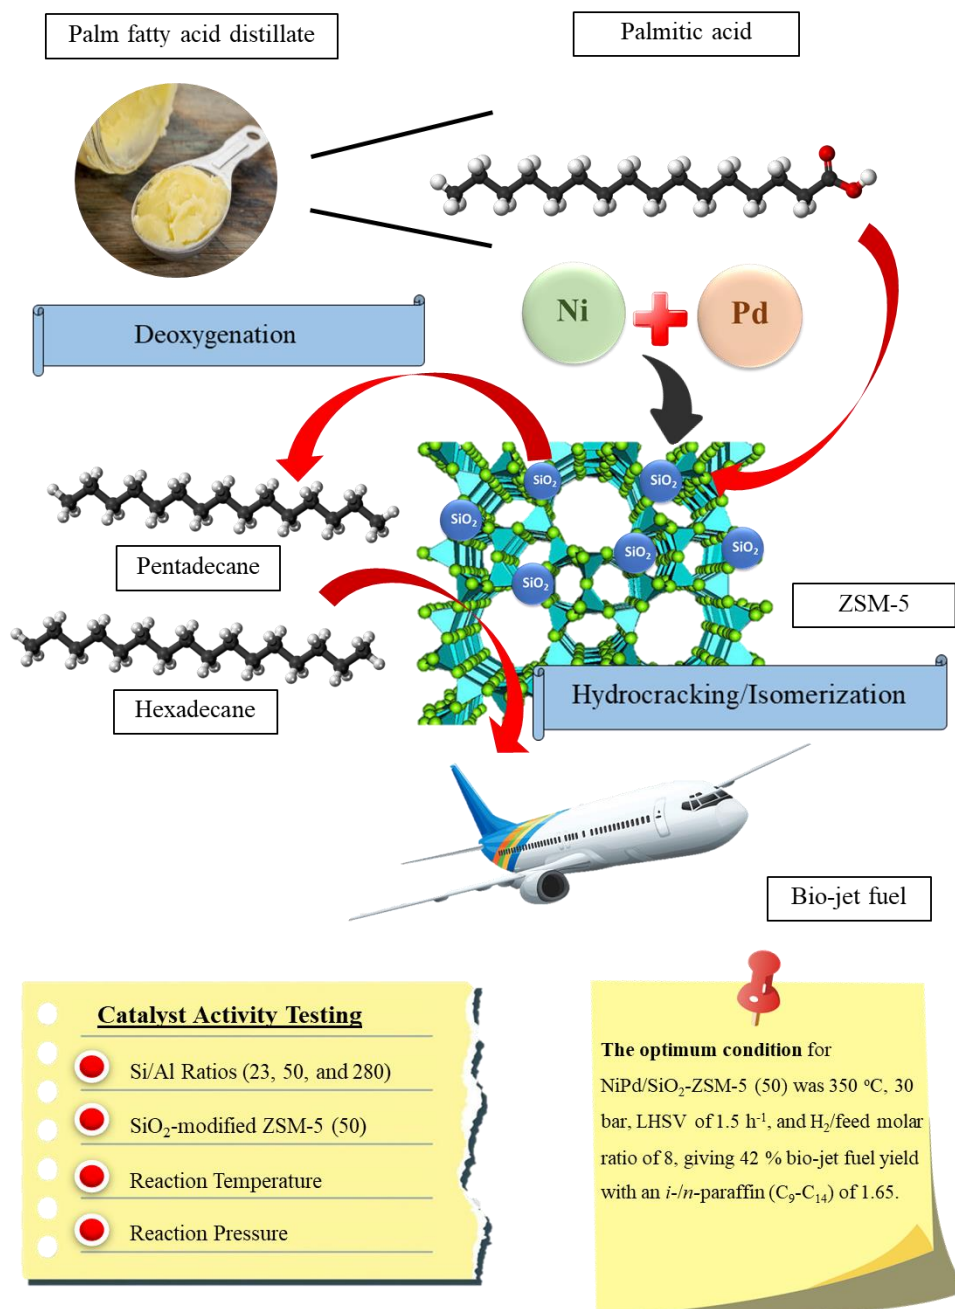 Palm fatty acid distillate
Palmitic acid
Ni
Pd
Deoxygenation
SiO₂
SiO₂
SiO₂
SiO₂
SiO₂
SiO₂
Pentadecane
ZSM-5
Hexadecane
Hydrocracking/Isomerization
Bio-jet fuel
Catalyst Activity Testing
Si/Al Ratios (23, 50, and 280)
SiO₂-modified ZSM-5 (50)
Reaction Temperature
Reaction Pressure
The optimum condition for
NiPd/SiO₂-ZSM-5 (50) was 350 ºC, 30
bar, LHSV of 1.5 h⁻¹, and H₂/feed molar
ratio of 8, giving 42 % bio-jet fuel yield
with an i-/n-paraffin (C₉-C₁₄) of 1.65.